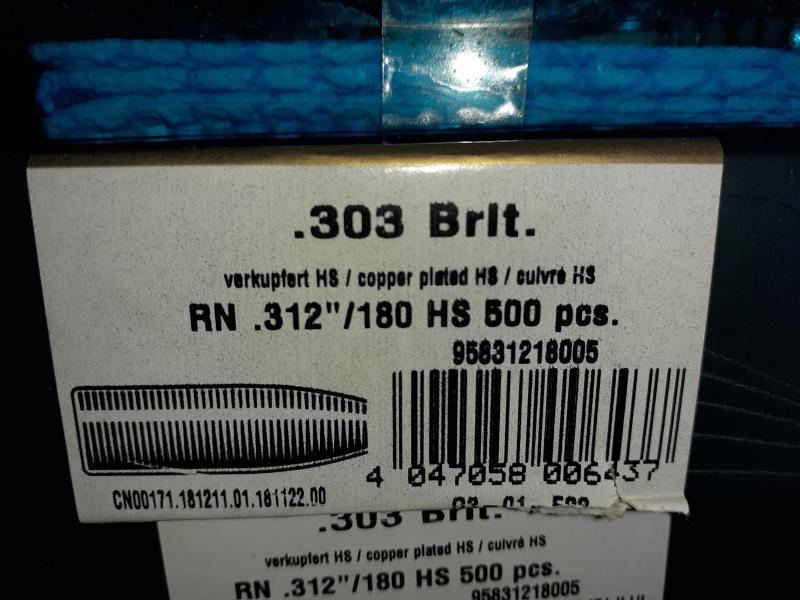 .303 Brit.
verkupfert HS / copper plated HS / cuivré HS
RN .312"/180 HS 500 pcs.
95831218005
4 047058 006437
CN00171.181211.01.181122.00
.303 Brit.
verkupfert HS / copper plated HS / cuivré HS
RN .312"/180 HS 500 pcs.
95831218005